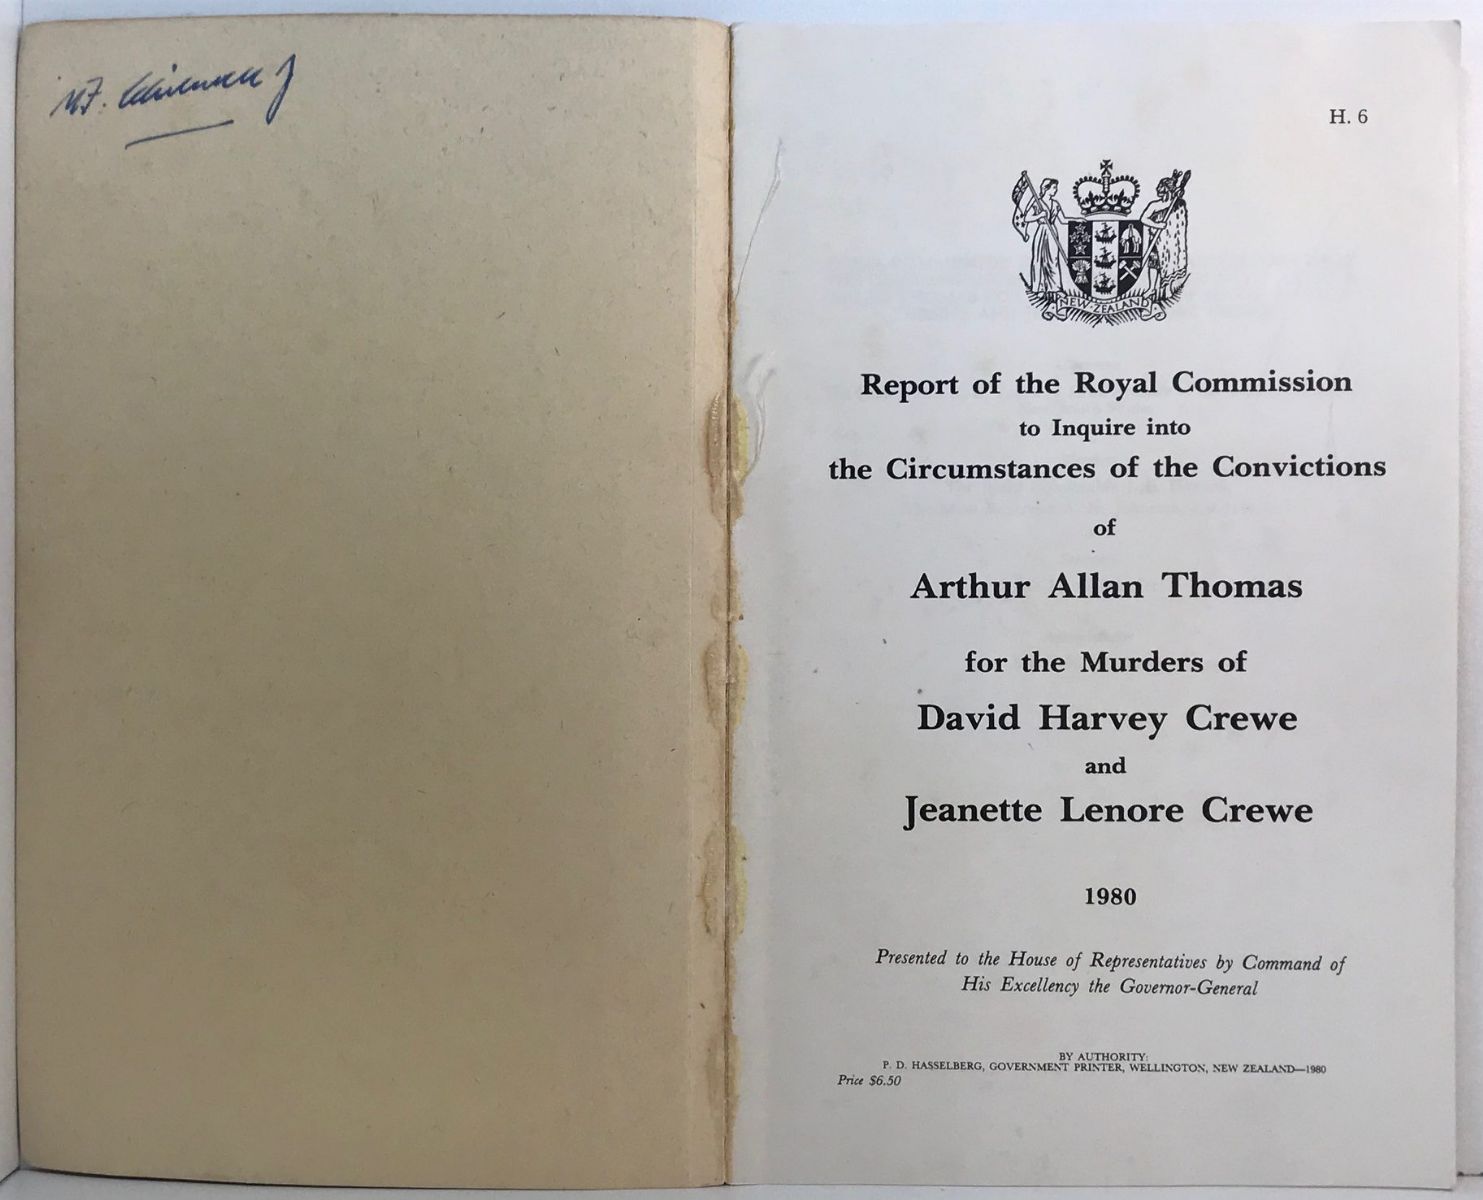 H. 6
NEW ZEALAND
Report of the Royal Commission
to Inquire into
the Circumstances of the Convictions
of
Arthur Allan Thomas
for the Murders of
David Harvey Crewe
and
Jeanette Lenore Crewe
1980
Presented to the House of Representatives by Command of
His Excellency the Governor-General
BY AUTHORITY:
P. D. HASSELBERG, GOVERNMENT PRINTER, WELLINGTON, NEW ZEALAND—1980
Price $6.50